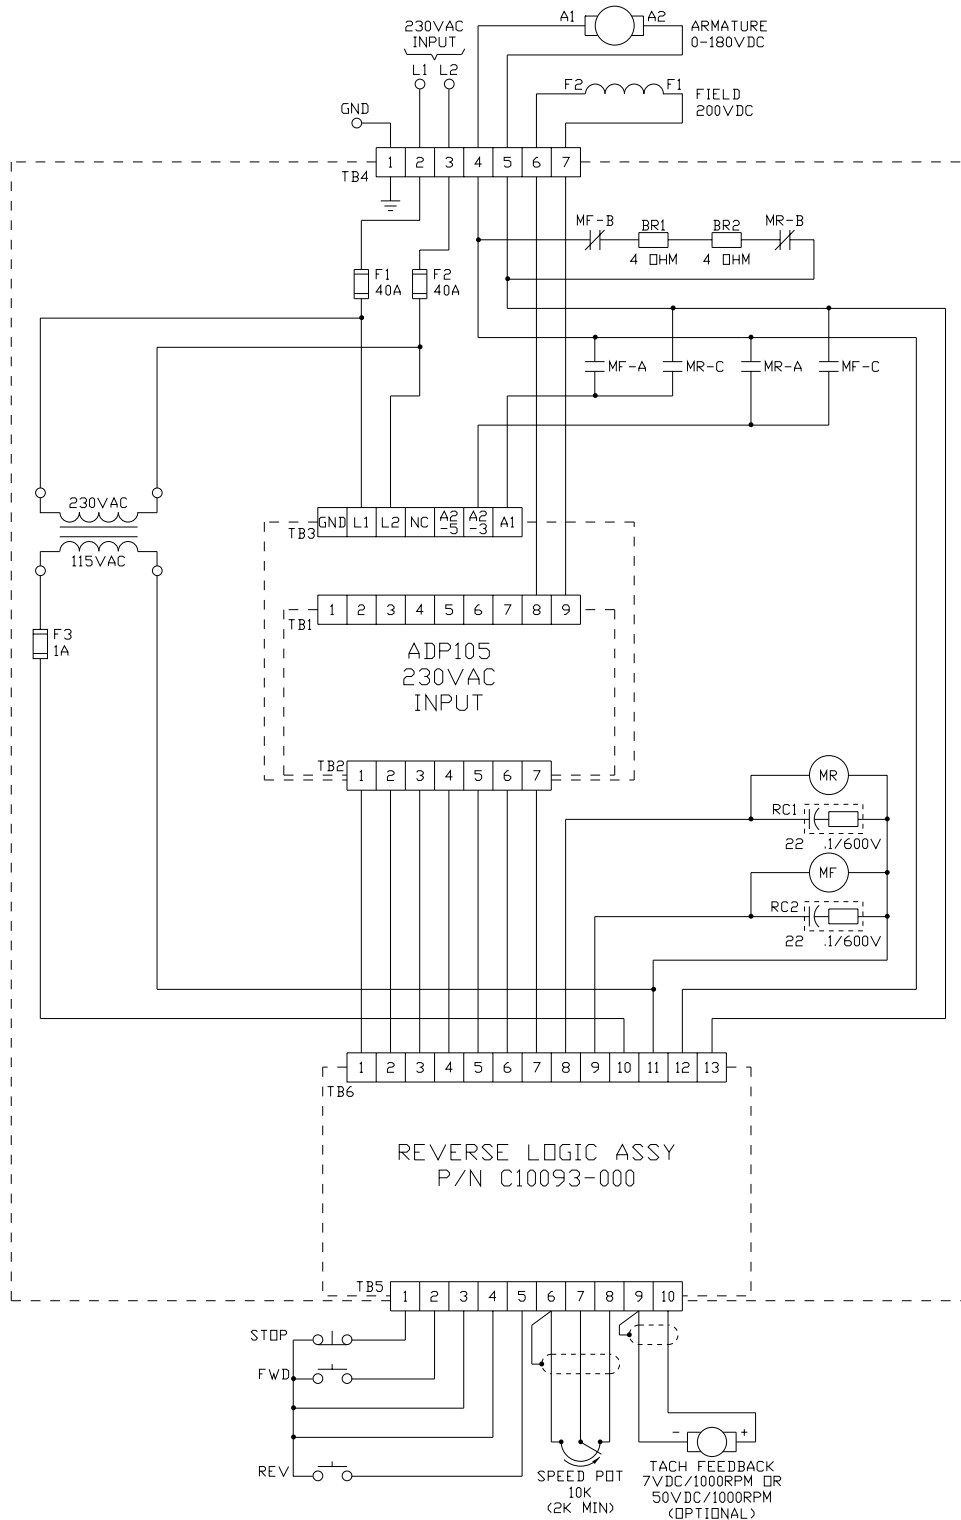 230VAC
INPUT
L1 L2
GND
A1 A2
ARMATURE
0-180VDC
F2 F1
FIELD
200VDC
TB4
1 2 3 4 5 6 7
MF-B BR1 BR2 MR-B
4 OHM 4 OHM
F1
40A
F2
40A
MF-A MR-C MR-A MF-C
230VAC
115VAC
TB3
GND L1 L2 NC A2-5 A2-3 A1
TB1
1 2 3 4 5 6 7 8 9
F3
1A
ADP105
230VAC
INPUT
TB2
1 2 3 4 5 6 7
MR
RC1
22 .1/600V
MF
RC2
22 .1/600V
1 2 3 4 5 6 7 8 9 10 11 12 13
TB6
REVERSE LOGIC ASSY
P/N C10093-000
TB5
1 2 3 4 5 6 7 8 9 10
STOP
FWD
REV
SPEED POT
10K
(2K MIN)
- +
TACH FEEDBACK
7VDC/1000RPM OR
50VDC/1000RPM
(OPTIONAL)